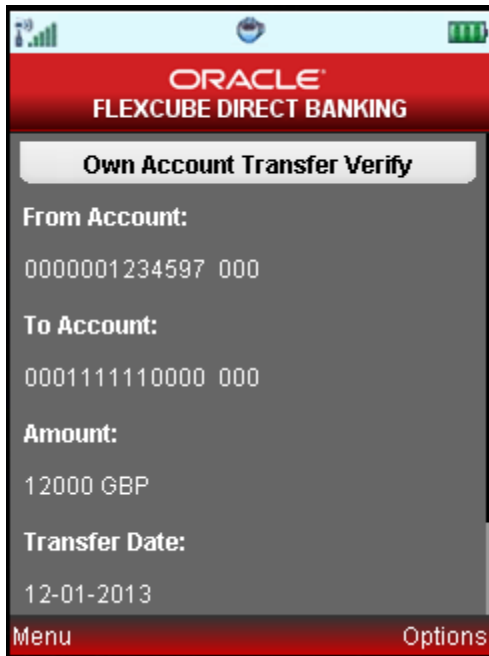 ORACLE
FLEXCUBE DIRECT BANKING
Own Account Transfer Verify
From Account:
0000001234597 000
To Account:
0001111110000 000
Amount:
12000 GBP
Transfer Date:
12-01-2013
Menu Options